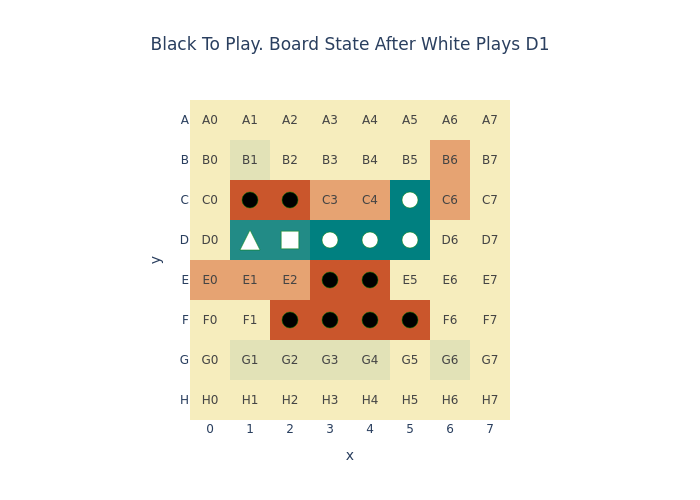 Black To Play. Board State After White Plays D1
A A0 A1 A2 A3 A4 A5 A6 A7
B B0 B1 B2 B3 B4 B5 B6 B7
C C0 C3 C4 C6 C7
D D0 D6 D7
E E0 E1 E2 E5 E6 E7
F F0 F1 F6 F7
G G0 G1 G2 G3 G4 G5 G6 G7
H H0 H1 H2 H3 H4 H5 H6 H7
0 1 2 3 4 5 6 7
x
y